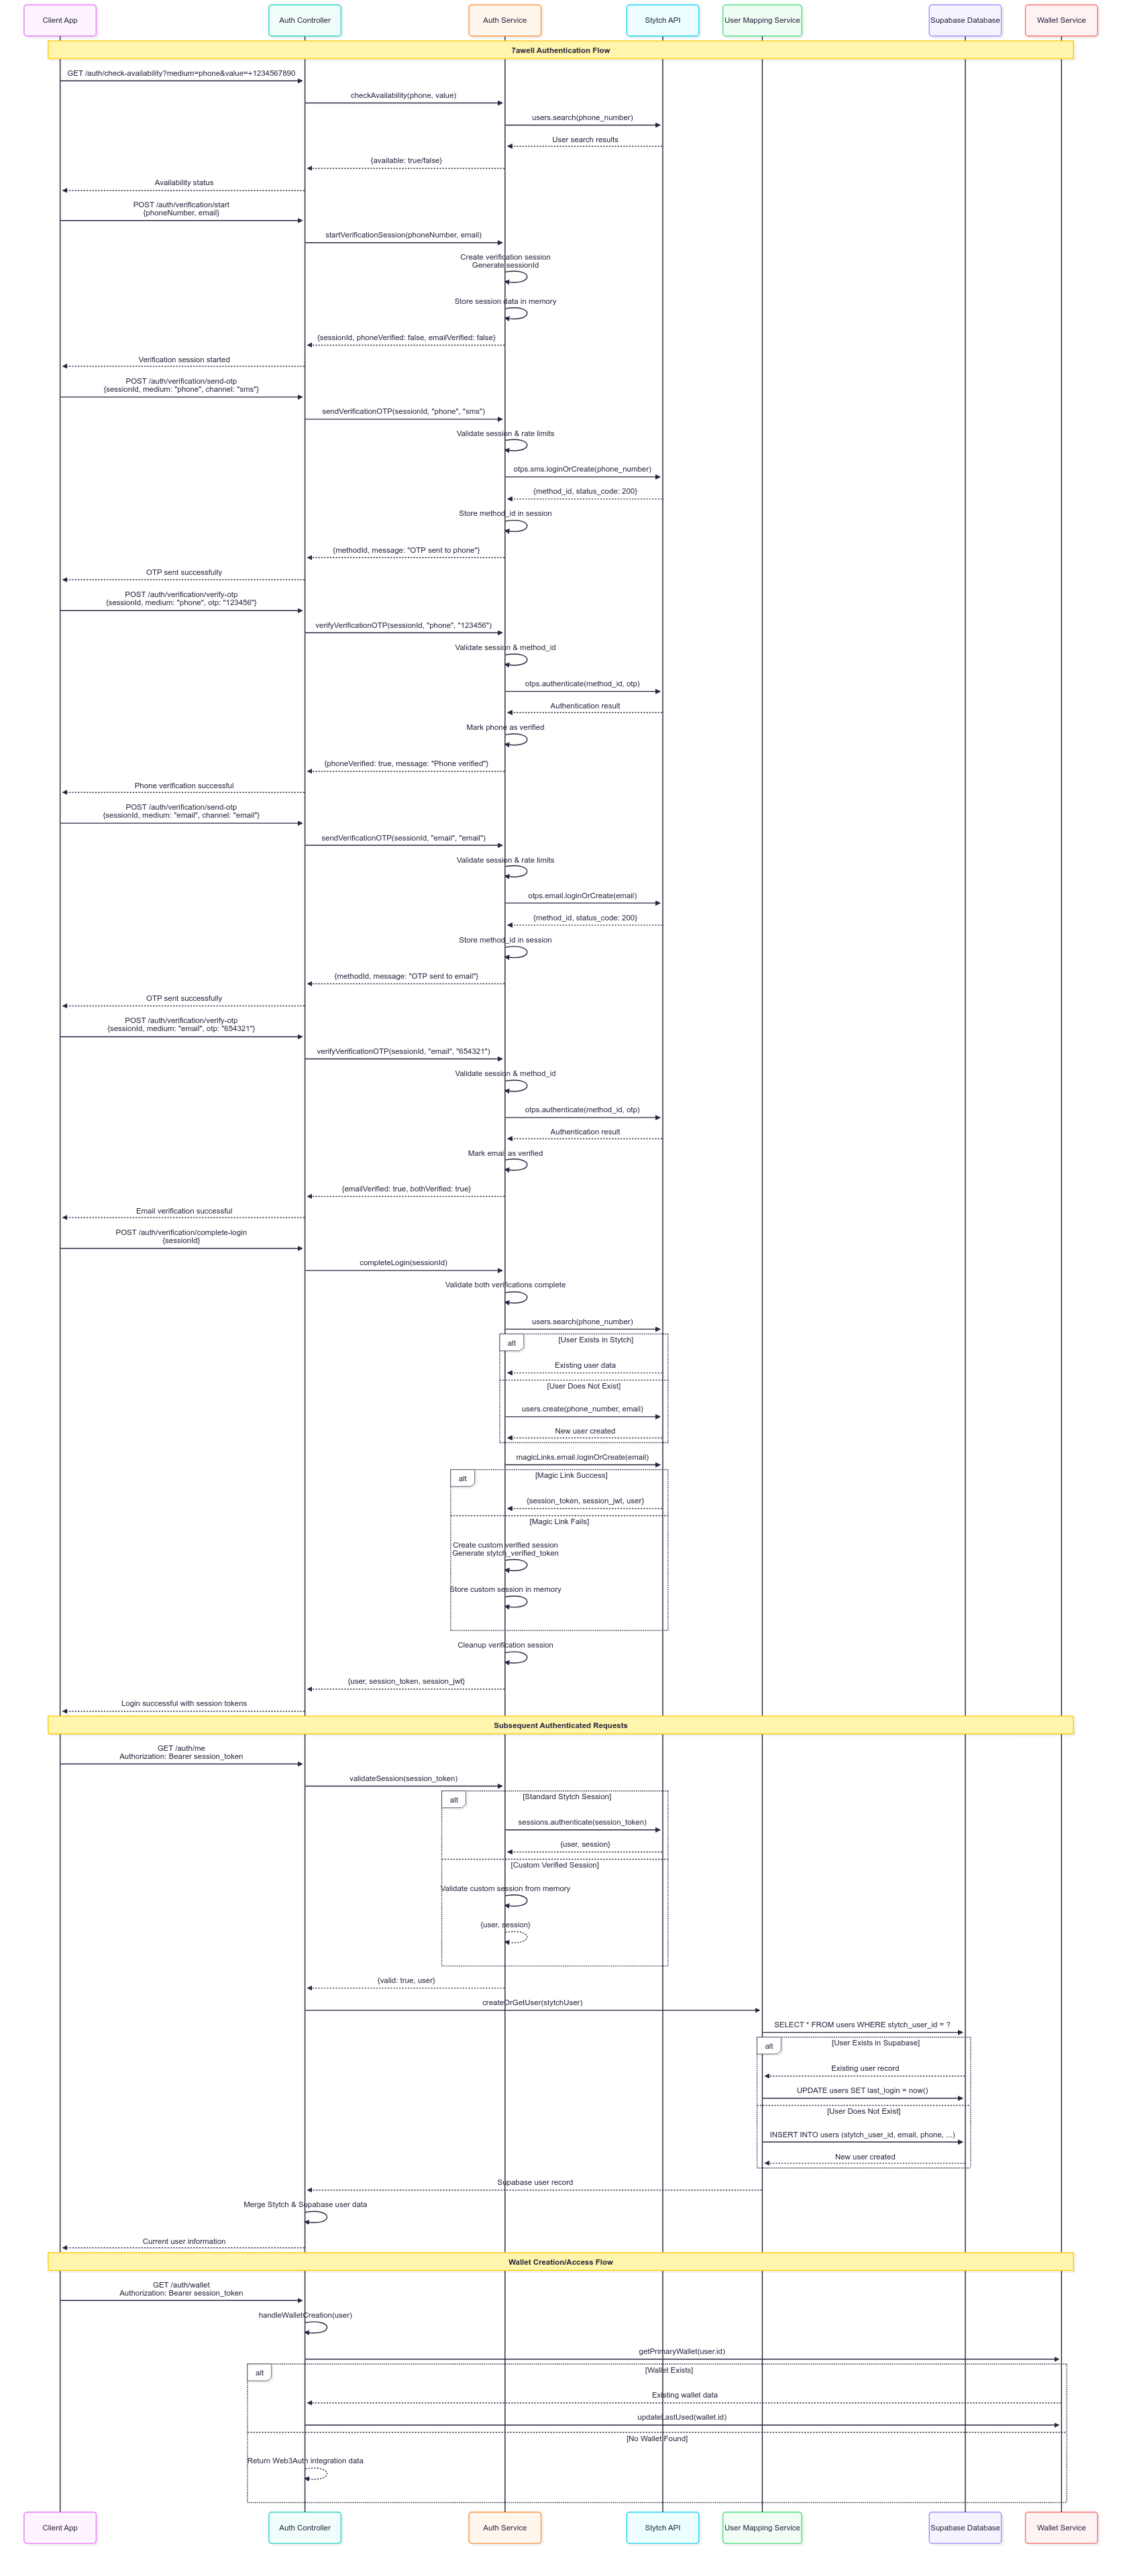 Client App
Auth Controller
Auth Service
Stytch API
User Mapping Service
Supabase Database
Wallet Service
7awell Authentication Flow
GET /auth/check-availability?medium=phone&value=+1234567890
checkAvailability(phone, value)
users.search(phone_number)
User search results
{available: true/false}
Availability status
POST /auth/verification/start
{phoneNumber, email}
startVerificationSession(phoneNumber, email)
Create verification session
Generate sessionId
Store session data in memory
{sessionId, phoneVerified: false, emailVerified: false}
Verification session started
POST /auth/verification/send-otp
{sessionId, medium: "phone", channel: "sms"}
sendVerificationOTP(sessionId, "phone", "sms")
Validate session & rate limits
otps.sms.loginOrCreate(phone_number)
{method_id, status_code: 200}
Store method_id in session
{methodId, message: "OTP sent to phone"}
OTP sent successfully
POST /auth/verification/verify-otp
{sessionId, medium: "phone", otp: "123456"}
verifyVerificationOTP(sessionId, "phone", "123456")
Validate session & method_id
otps.authenticate(method_id, otp)
Authentication result
Mark phone as verified
{phoneVerified: true, message: "Phone verified"}
Phone verification successful
POST /auth/verification/send-otp
{sessionId, medium: "email", channel: "email"}
sendVerificationOTP(sessionId, "email", "email")
Validate session & rate limits
otps.email.loginOrCreate(email)
{method_id, status_code: 200}
Store method_id in session
{methodId, message: "OTP sent to email"}
OTP sent successfully
POST /auth/verification/verify-otp
{sessionId, medium: "email", otp: "654321"}
verifyVerificationOTP(sessionId, "email", "654321")
Validate session & method_id
otps.authenticate(method_id, otp)
Authentication result
Mark email as verified
{emailVerified: true, bothVerified: true}
Email verification successful
POST /auth/verification/complete-login
{sessionId}
completeLogin(sessionId)
Validate both verifications complete
users.search(phone_number)
alt
[User Exists in Stytch]
Existing user data
[User Does Not Exist]
users.create(phone_number, email)
New user created
magicLinks.email.loginOrCreate(email)
alt
[Magic Link Success]
{session_token, session_jwt, user}
[Magic Link Fails]
Create custom verified session
Generate stytch_verified_token
Store custom session in memory
Cleanup verification session
{user, session_token, session_jwt}
Login successful with session tokens
Subsequent Authenticated Requests
GET /auth/me
Authorization: Bearer session_token
validateSession(session_token)
alt
[Standard Stytch Session]
sessions.authenticate(session_token)
{user, session}
[Custom Verified Session]
Validate custom session from memory
{user, session}
{valid: true, user}
createOrGetUser(stytchUser)
SELECT * FROM users WHERE stytch_user_id = ?
alt
[User Exists in Supabase]
Existing user record
UPDATE users SET last_login = now()
[User Does Not Exist]
INSERT INTO users (stytch_user_id, email, phone, ...)
New user created
Supabase user record
Merge Stytch & Supabase user data
Current user information
Wallet Creation/Access Flow
GET /auth/wallet
Authorization: Bearer session_token
handleWalletCreation(user)
getPrimaryWallet(user.id)
alt
[Wallet Exists]
Existing wallet data
updateLastUsed(wallet.id)
[No Wallet Found]
Return Web3Auth integration data
Client App
Auth Controller
Auth Service
Stytch API
User Mapping Service
Supabase Database
Wallet Service